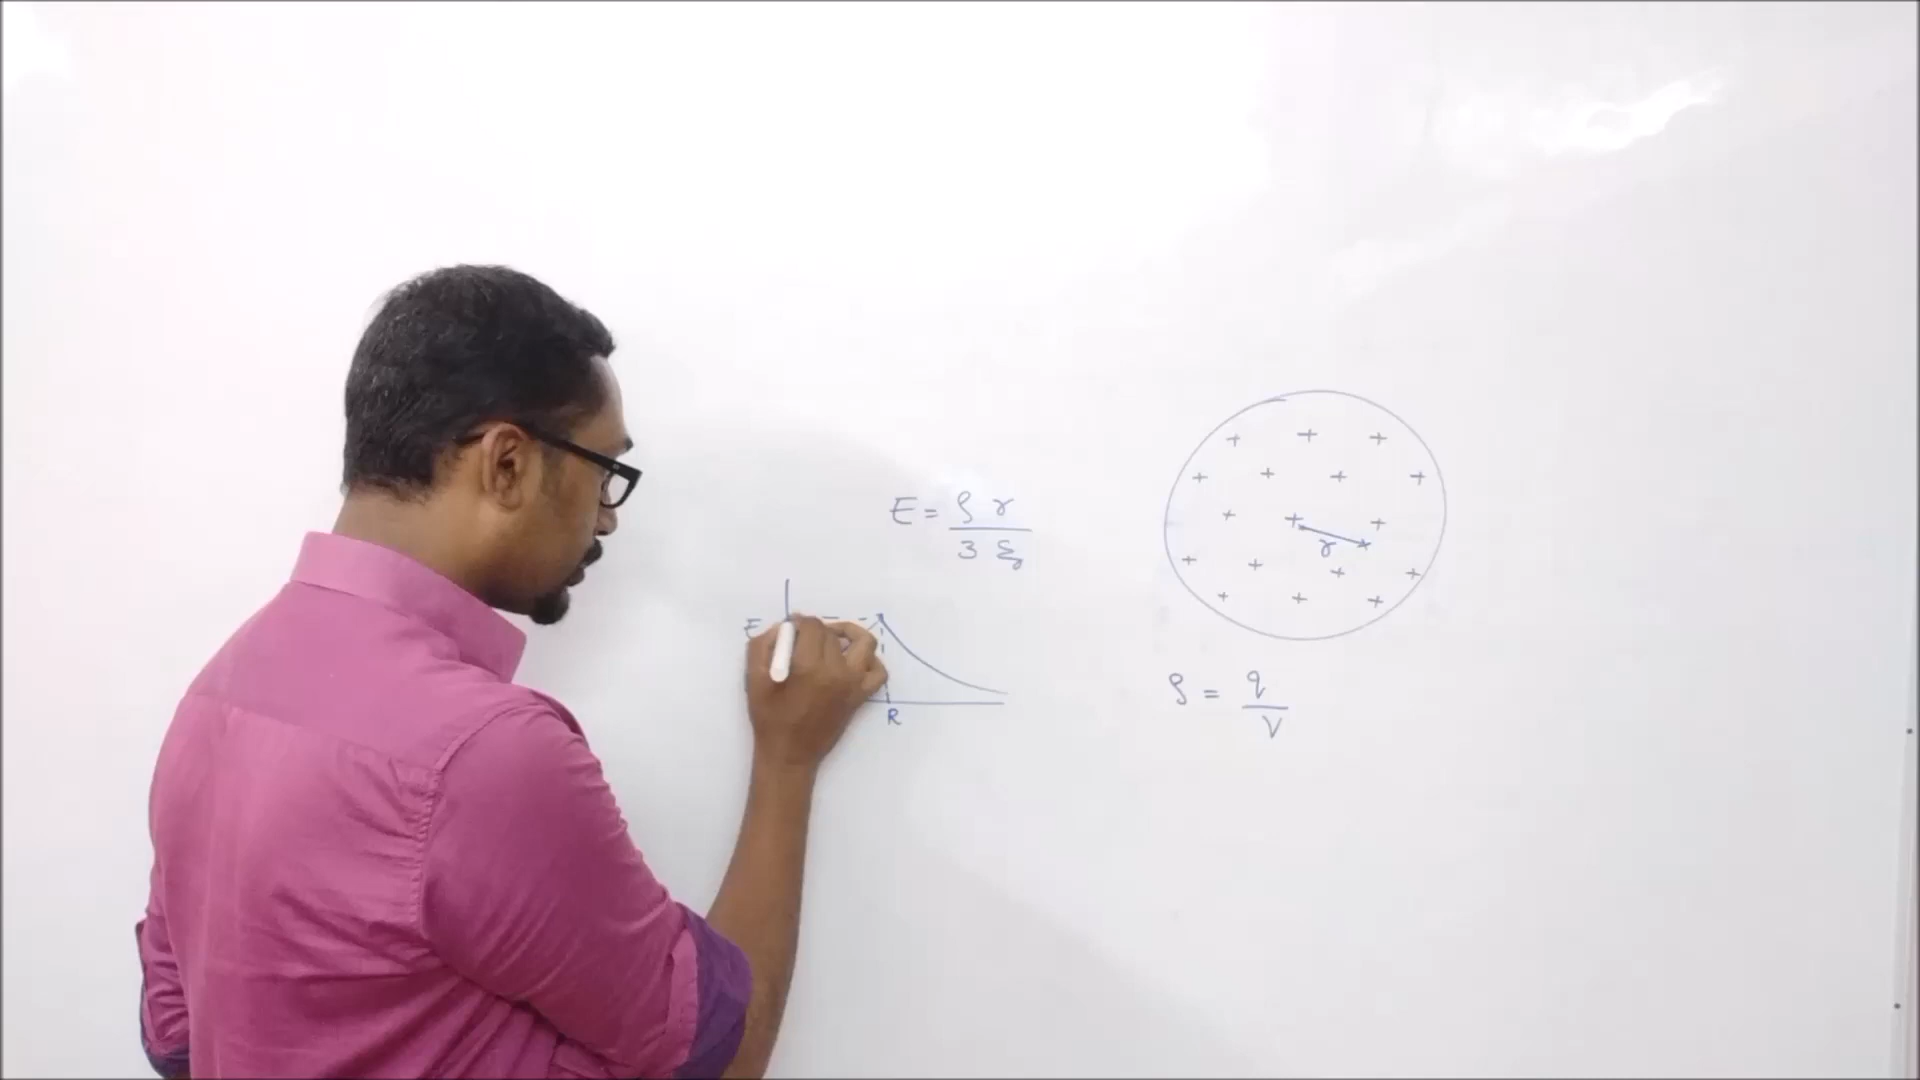 E = ρ r / 3 ε₀
E
R
r
ρ = q / V